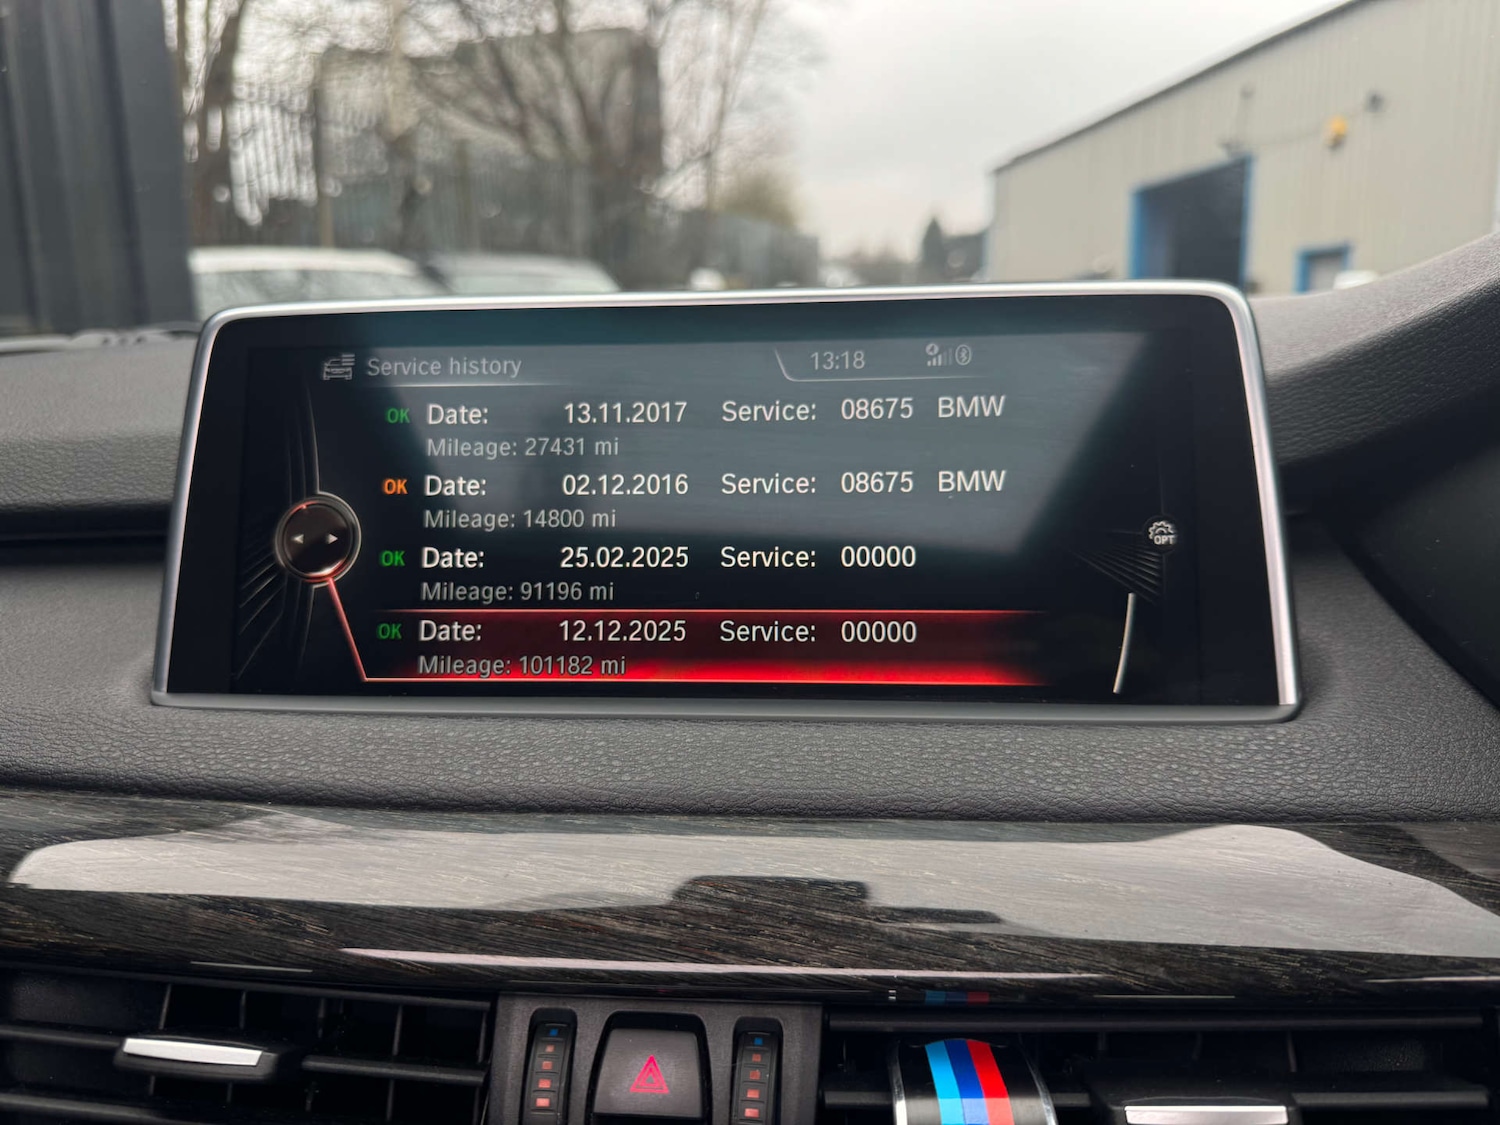 Service history 13:18
OK Date: 13.11.2017 Service: 08675 BMW
Mileage: 27431 mi
OK Date: 02.12.2016 Service: 08675 BMW
Mileage: 14800 mi
OPT
OK Date: 25.02.2025 Service: 00000
Mileage: 91196 mi
OK Date: 12.12.2025 Service: 00000
Mileage: 101182 mi